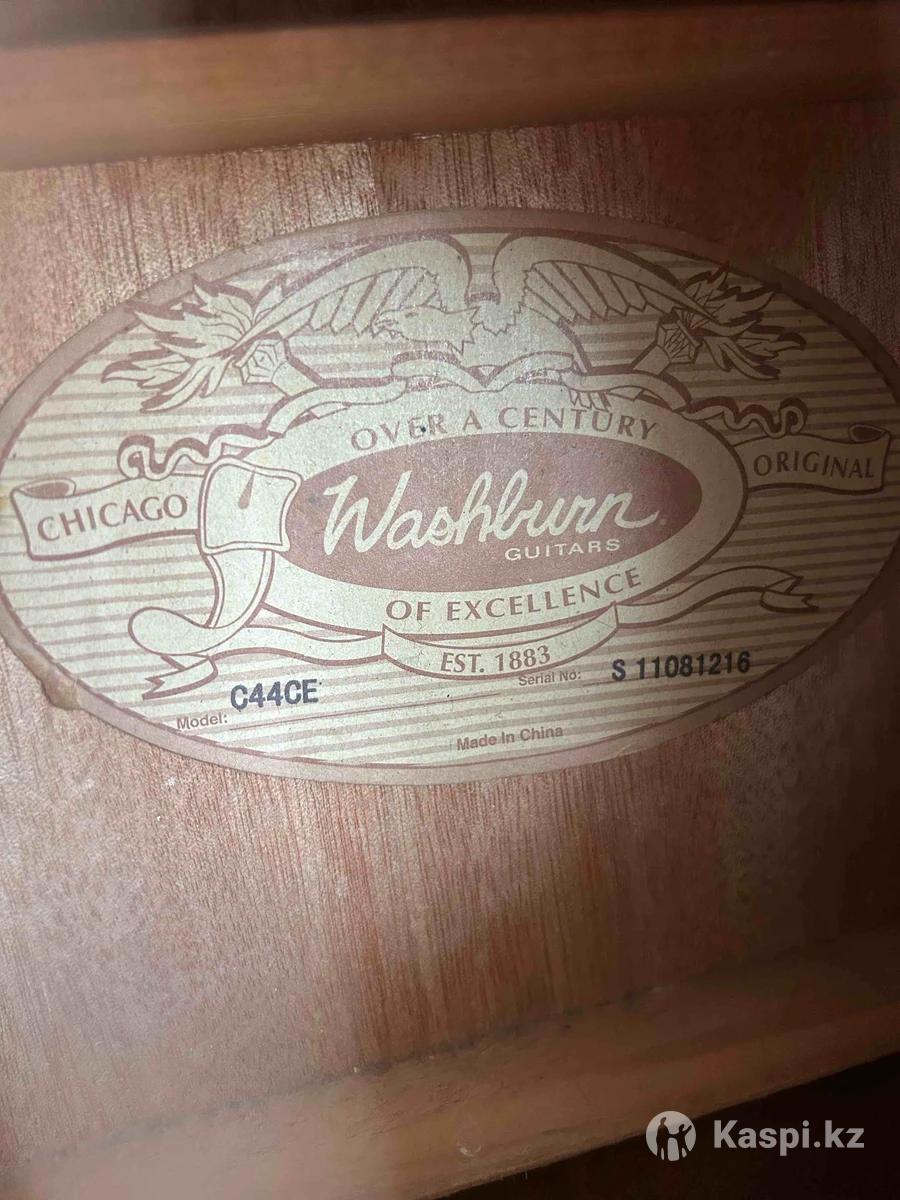 OVER A CENTURY
CHICAGO
ORIGINAL
Washburn.
GUITARS
OF EXCELLENCE
EST. 1883
Model: C44CE
Serial No: S 11081216
Made In China
Kaspi.kz